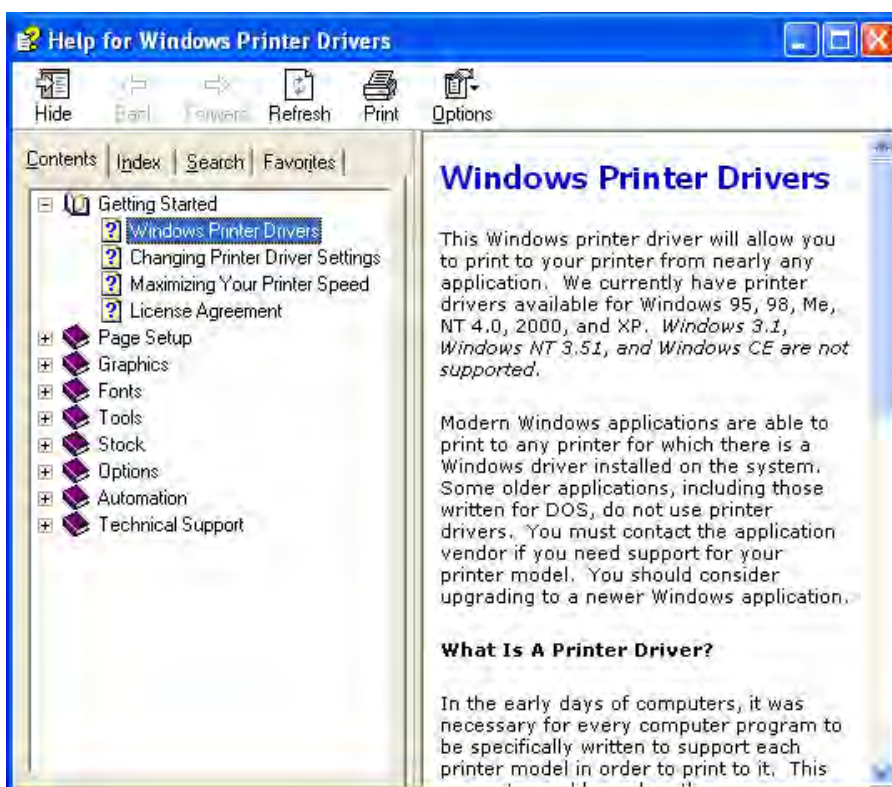 Help for Windows Printer Drivers
Hide Back Forward Refresh Print Options
Contents Index Search Favorites
Getting Started
Windows Printer Drivers
Changing Printer Driver Settings
Maximizing Your Printer Speed
License Agreement
Page Setup
Graphics
Fonts
Tools
Stock
Options
Automation
Technical Support
Windows Printer Drivers
This Windows printer driver will allow you
to print to your printer from nearly any
application. We currently have printer
drivers available for Windows 95, 98, Me,
NT 4.0, 2000, and XP. Windows 3.1,
Windows NT 3.51, and Windows CE are not
supported.
Modern Windows applications are able to
print to any printer for which there is a
Windows driver installed on the system.
Some older applications, including those
written for DOS, do not use printer
drivers. You must contact the application
vendor if you need support for your
printer model. You should consider
upgrading to a newer Windows application.
What Is A Printer Driver?
In the early days of computers, it was
necessary for every computer program to
be specifically written to support each
printer model in order to print to it. This